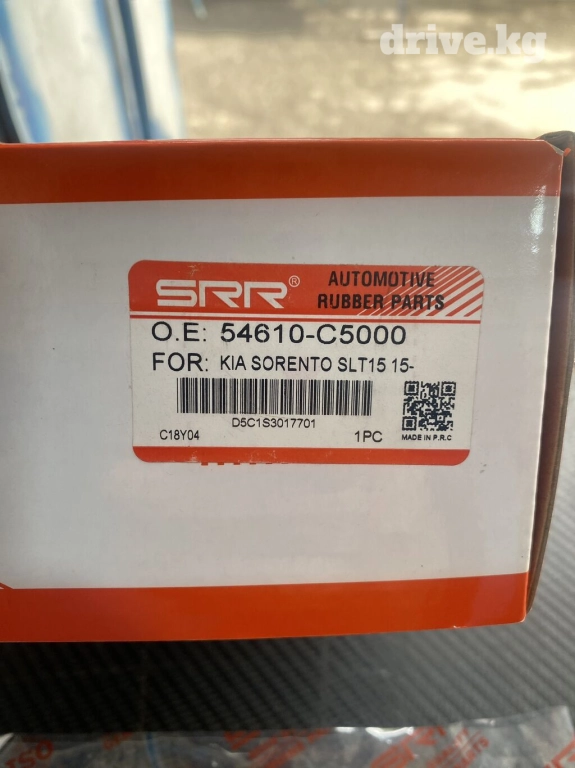 drive.kg
SRR®
AUTOMOTIVE
RUBBER PARTS
O.E: 54610-C5000
FOR: KIA SORENTO SLT15 15-
D5C1S3017701
C18Y04
1PC
MADE IN P.R.C